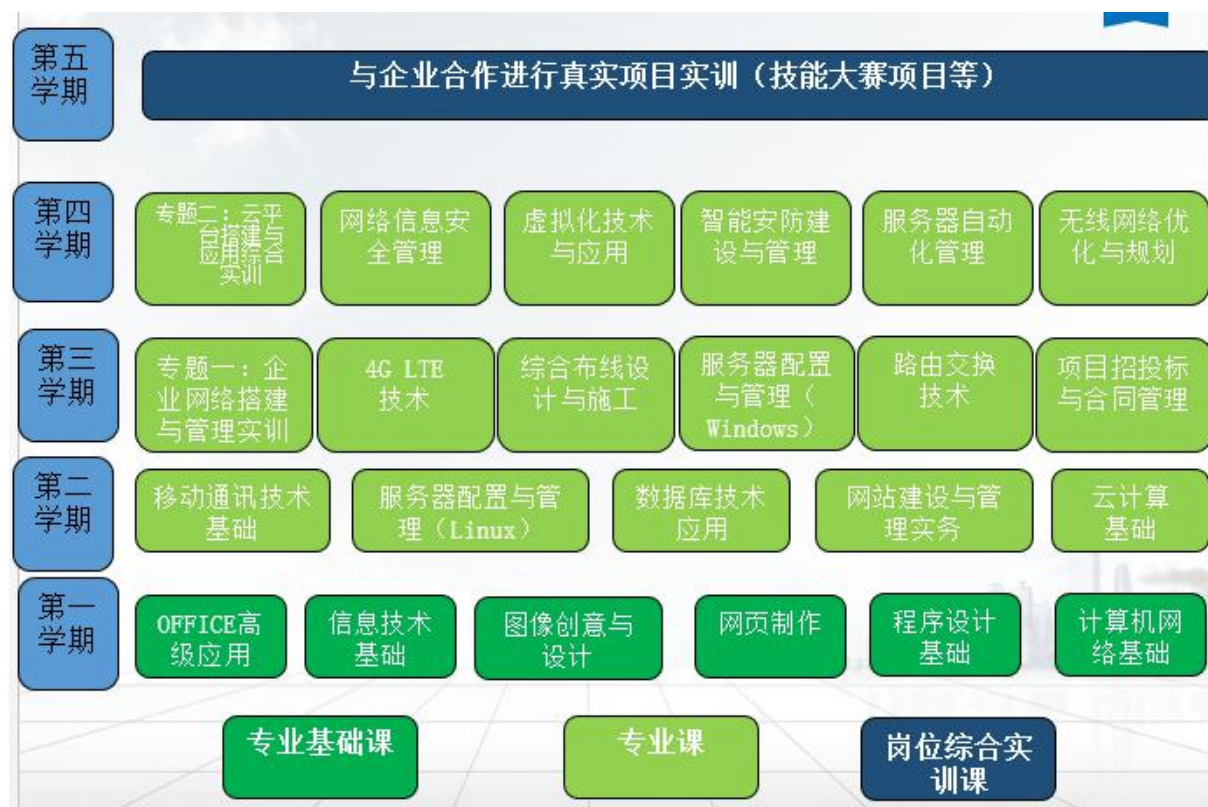 第五
学期
与企业合作进行真实项目实训（技能大赛项目等）
第四
学期
专题二：云平
台搭建与
应用综合
实训
网络信息安
全管理
虚拟化技术
与应用
智能安防建
设与管理
服务器自动
化管理
无线网络优
化与规划
第三
学期
专题一：企
业网络搭建
与管理实训
4G LTE
技术
综合布线设
计与施工
服务器配置
与管理（
Windows）
路由交换
技术
项目招投标
与合同管理
第二
学期
移动通讯技术
基础
服务器配置与管
理（Linux）
数据库技术
应用
网站建设与管
理实务
云计算
基础
第一
学期
OFFICE高
级应用
信息技术
基础
图像创意与
设计
网页制作
程序设计
基础
计算机网
络基础
专业基础课
专业课
岗位综合实
训课